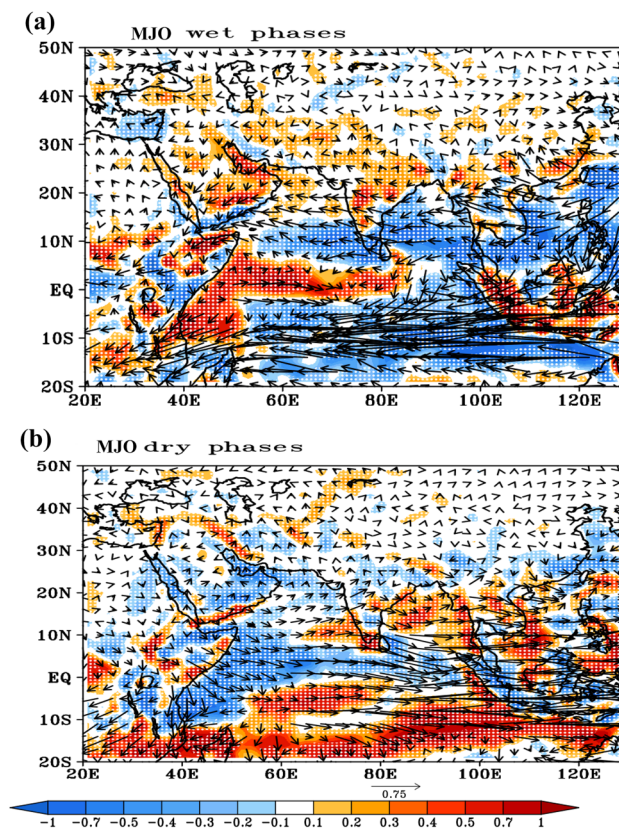 (a)
MJO wet phases
50N
40N
30N
20N
10N
EQ
10S
20S
20E 40E 60E 80E 100E 120E
(b)
MJO dry phases
50N
40N
30N
20N
10N
EQ
10S
20S
20E 40E 60E 80E 100E 120E
0.75
-1 -0.7 -0.5 -0.4 -0.3 -0.2 -0.1 0.1 0.2 0.3 0.4 0.5 0.7 1